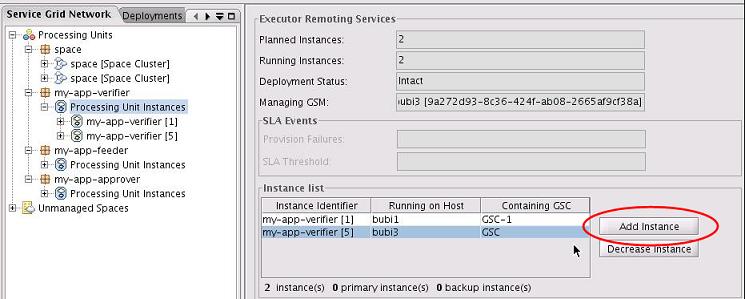 Service Grid Network Deployments
Processing Units
space
space [Space Cluster]
space [Space Cluster]
my-app-verifier
Processing Unit Instances
my-app-verifier [1]
my-app-verifier [5]
my-app-feeder
Processing Unit Instances
my-app-approver
Processing Unit Instances
Unmanaged Spaces
Executor Remoting Services
Planned Instances: 2
Running Instances: 2
Deployment Status: Intact
Managing GSM: ubi3 [9a272d93-8c36-424f-ab08-2665af9cf38a]
SLA Events
Provision Failures:
SLA Threshold:
Instance list
Instance Identifier Running on Host Containing GSC
my-app-verifier [1] bubi1 GSC-1
my-app-verifier [5] bubi3 GSC
Add Instance
Decrease Instance
2 instance(s) 0 primary instance(s) 0 backup instance(s)